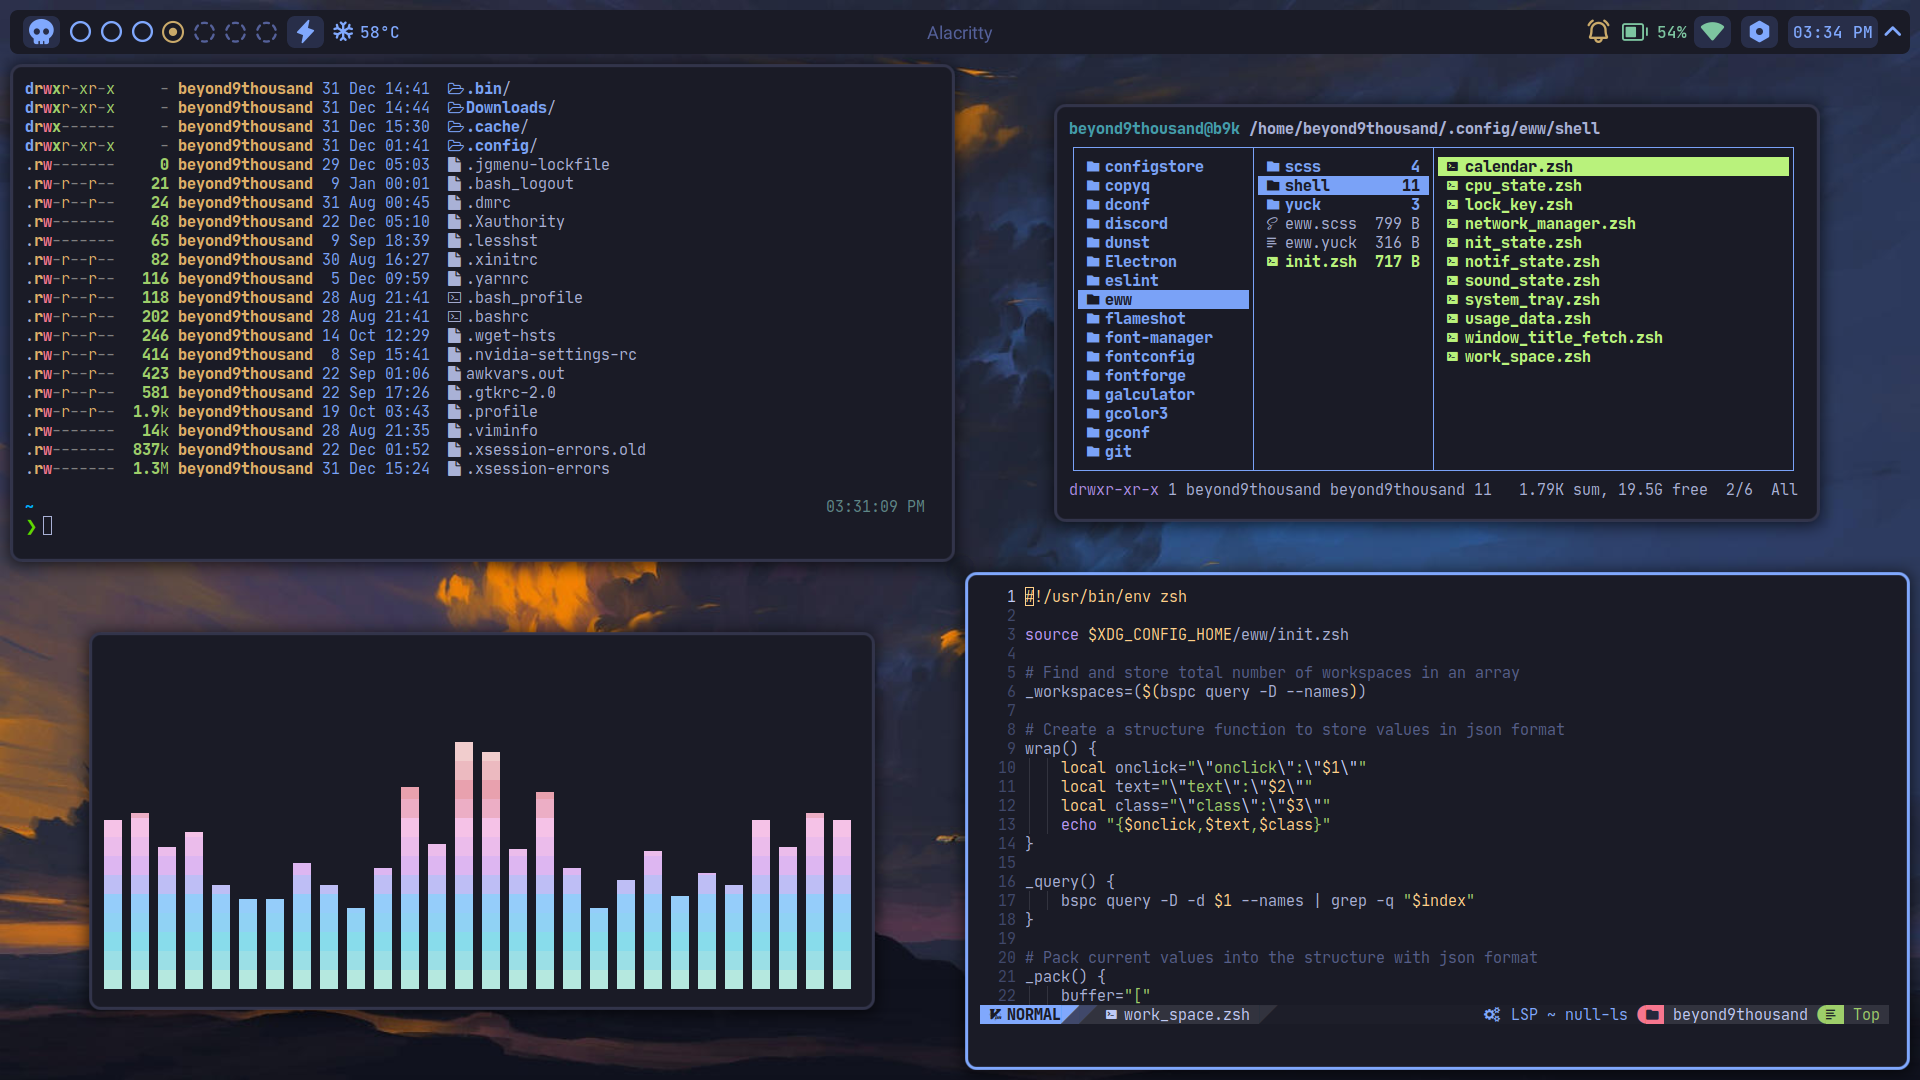 58°C
Alacritty
54%
03:34 PM
drwxr-xr-x - beyond9thousand 31 Dec 14:41 .bin/
drwxr-xr-x - beyond9thousand 31 Dec 14:44 Downloads/
drwx------ - beyond9thousand 31 Dec 15:30 .cache/
drwxr-xr-x - beyond9thousand 31 Dec 01:41 .config/
.rw------- 0 beyond9thousand 29 Dec 05:03 .jgmenu-lockfile
.rw-r--r-- 21 beyond9thousand 9 Jan 00:01 .bash_logout
.rw-r--r-- 24 beyond9thousand 31 Aug 00:45 .dmrc
.rw------- 48 beyond9thousand 22 Dec 05:10 .Xauthority
.rw------- 65 beyond9thousand 9 Sep 18:39 .lesshst
.rw-r--r-- 82 beyond9thousand 30 Aug 16:27 .xinitrc
.rw-r--r-- 116 beyond9thousand 5 Dec 09:59 .yarnrc
.rw-r--r-- 118 beyond9thousand 28 Aug 21:41 .bash_profile
.rw-r--r-- 202 beyond9thousand 28 Aug 21:41 .bashrc
.rw-r--r-- 246 beyond9thousand 14 Oct 12:29 .wget-hsts
.rw-r--r-- 414 beyond9thousand 8 Sep 15:41 .nvidia-settings-rc
.rw-r--r-- 423 beyond9thousand 22 Sep 01:06 awkvars.out
.rw-r--r-- 581 beyond9thousand 22 Sep 17:26 .gtkrc-2.0
.rw-r--r-- 1.9k beyond9thousand 19 Oct 03:43 .profile
.rw------- 14k beyond9thousand 28 Aug 21:35 .viminfo
.rw------- 837k beyond9thousand 22 Dec 01:52 .xsession-errors.old
.rw------- 1.3M beyond9thousand 31 Dec 15:24 .xsession-errors
~ 03:31:09 PM
❯
beyond9thousand@b9k /home/beyond9thousand/.config/eww/shell
configstore
copyq
dconf
discord
dunst
Electron
eslint
eww
flameshot
font-manager
fontconfig
fontforge
galculator
gcolor3
gconf
git
scss 4
shell 11
yuck 3
eww.scss 799 B
eww.yuck 316 B
init.zsh 717 B
calendar.zsh
cpu_state.zsh
lock_key.zsh
network_manager.zsh
nit_state.zsh
notif_state.zsh
sound_state.zsh
system_tray.zsh
usage_data.zsh
window_title_fetch.zsh
work_space.zsh
drwxr-xr-x 1 beyond9thousand beyond9thousand 11 1.79K sum, 19.5G free 2/6 All
1 #!/usr/bin/env zsh
2
3 source $XDG_CONFIG_HOME/eww/init.zsh
4
5 # Find and store total number of workspaces in an array
6 _workspaces=($(bspc query -D --names))
7
8 # Create a structure function to store values in json format
9 wrap() {
10 local onclick="\"onclick\":\"$1\""
11 local text="\"text\":\"$2\""
12 local class="\"class\":\"$3\""
13 echo "{$onclick,$text,$class}"
14 }
15
16 _query() {
17 bspc query -D -d $1 --names | grep -q "$index"
18 }
19
20 # Pack current values into the structure with json format
21 _pack() {
22 buffer="["
NORMAL work_space.zsh LSP ~ null-ls beyond9thousand Top